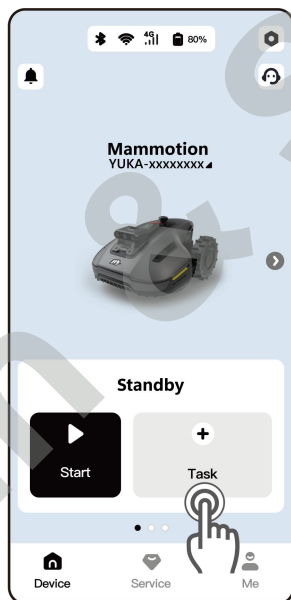 4G 80%
Mammotion
YUKA-xxxxxxxx
Standby
Start
Task
Device
Service
Me